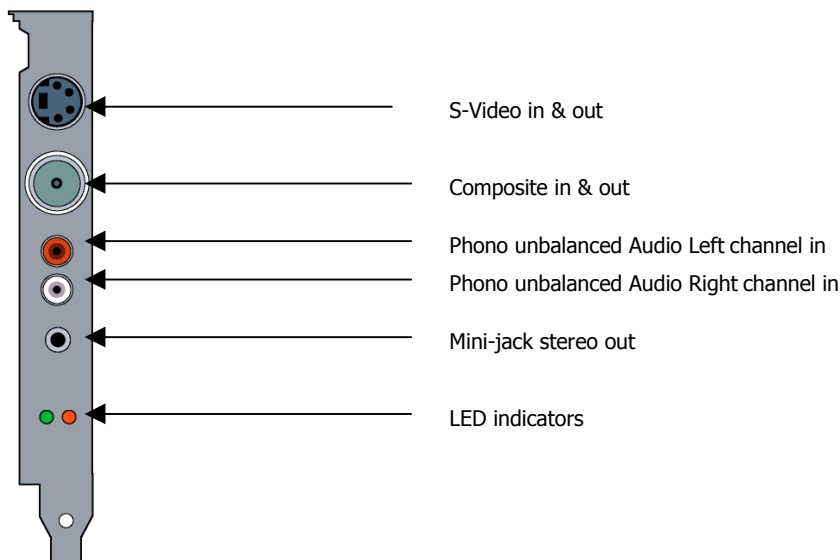 S-Video in & out
Composite in & out
Phono unbalanced Audio Left channel in
Phono unbalanced Audio Right channel in
Mini-jack stereo out
LED indicators